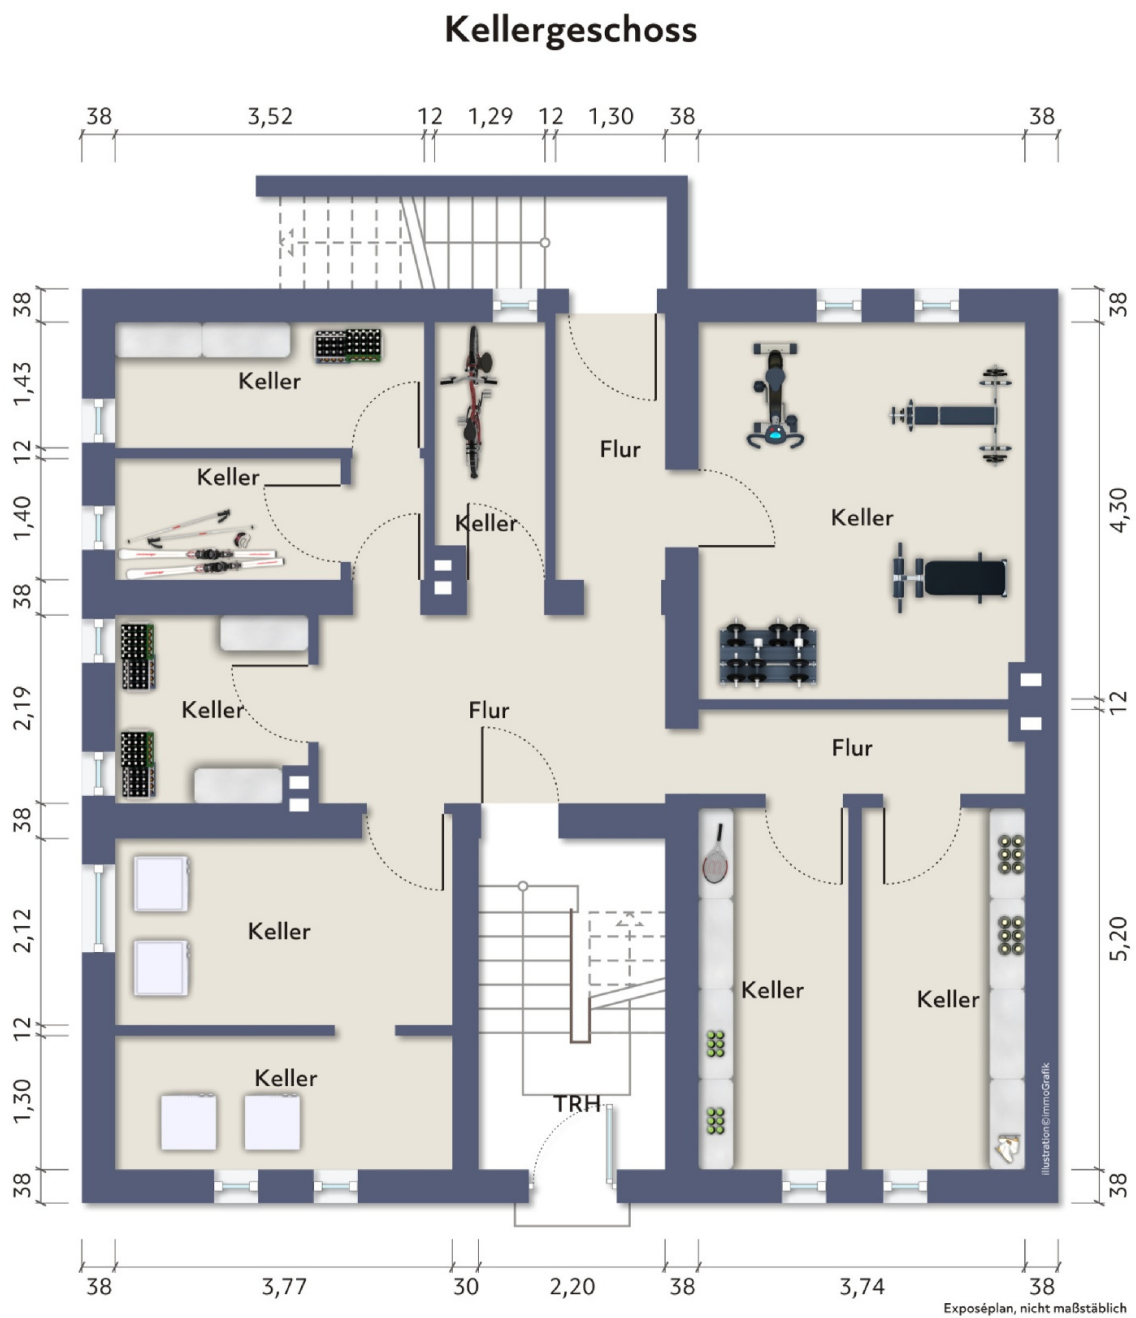 Kellergeschoss
38 3,52 12 1,29 12 1,30 38 38
38
38
1,43
Keller
Flur
12
Keller
1,40
Keller
Keller
4,30
38
2,19
Keller
Flur
12
Flur
38
2,12
Keller
5,20
Keller
Keller
12
Keller
1,30
TRH
illustration©immoGrafik
38
38
38 3,77 30 2,20 38 3,74 38
Exposéplan, nicht maßstäblich